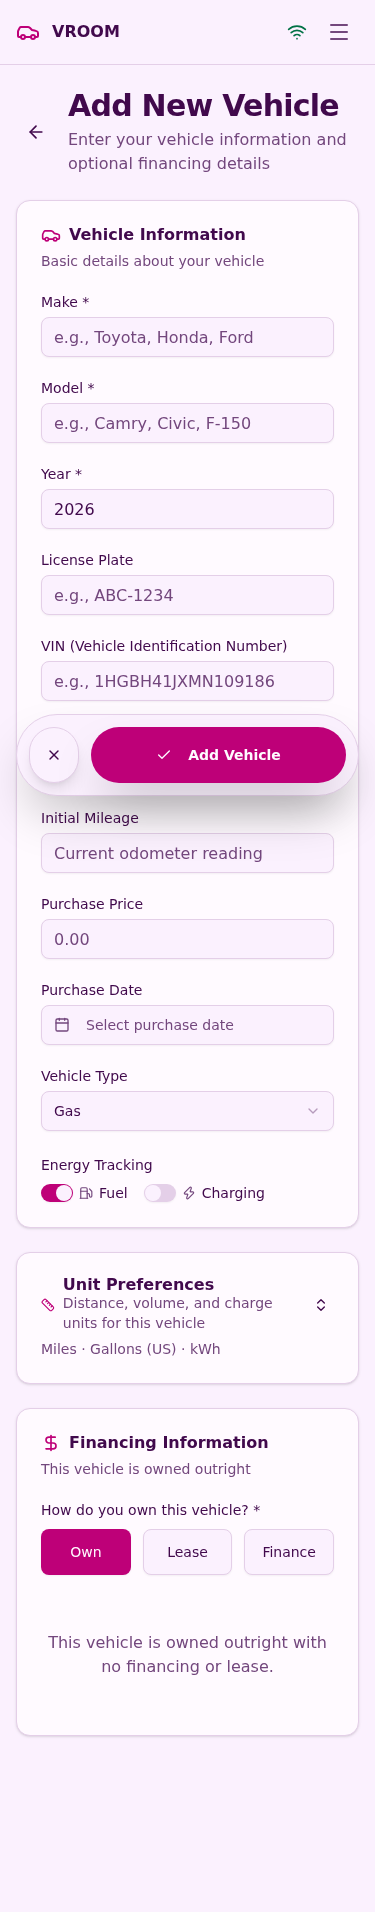 VROOM
Add New Vehicle
Enter your vehicle information and
optional financing details
Vehicle Information
Basic details about your vehicle
Make *
e.g., Toyota, Honda, Ford
Model *
e.g., Camry, Civic, F-150
Year *
2026
License Plate
e.g., ABC-1234
VIN (Vehicle Identification Number)
e.g., 1HGBH41JXMN109186
Add Vehicle
Initial Mileage
Current odometer reading
Purchase Price
0.00
Purchase Date
Select purchase date
Vehicle Type
Gas
Energy Tracking
Fuel Charging
Unit Preferences
Distance, volume, and charge
units for this vehicle
Miles · Gallons (US) · kWh
Financing Information
This vehicle is owned outright
How do you own this vehicle? *
Own Lease Finance
This vehicle is owned outright with
no financing or lease.